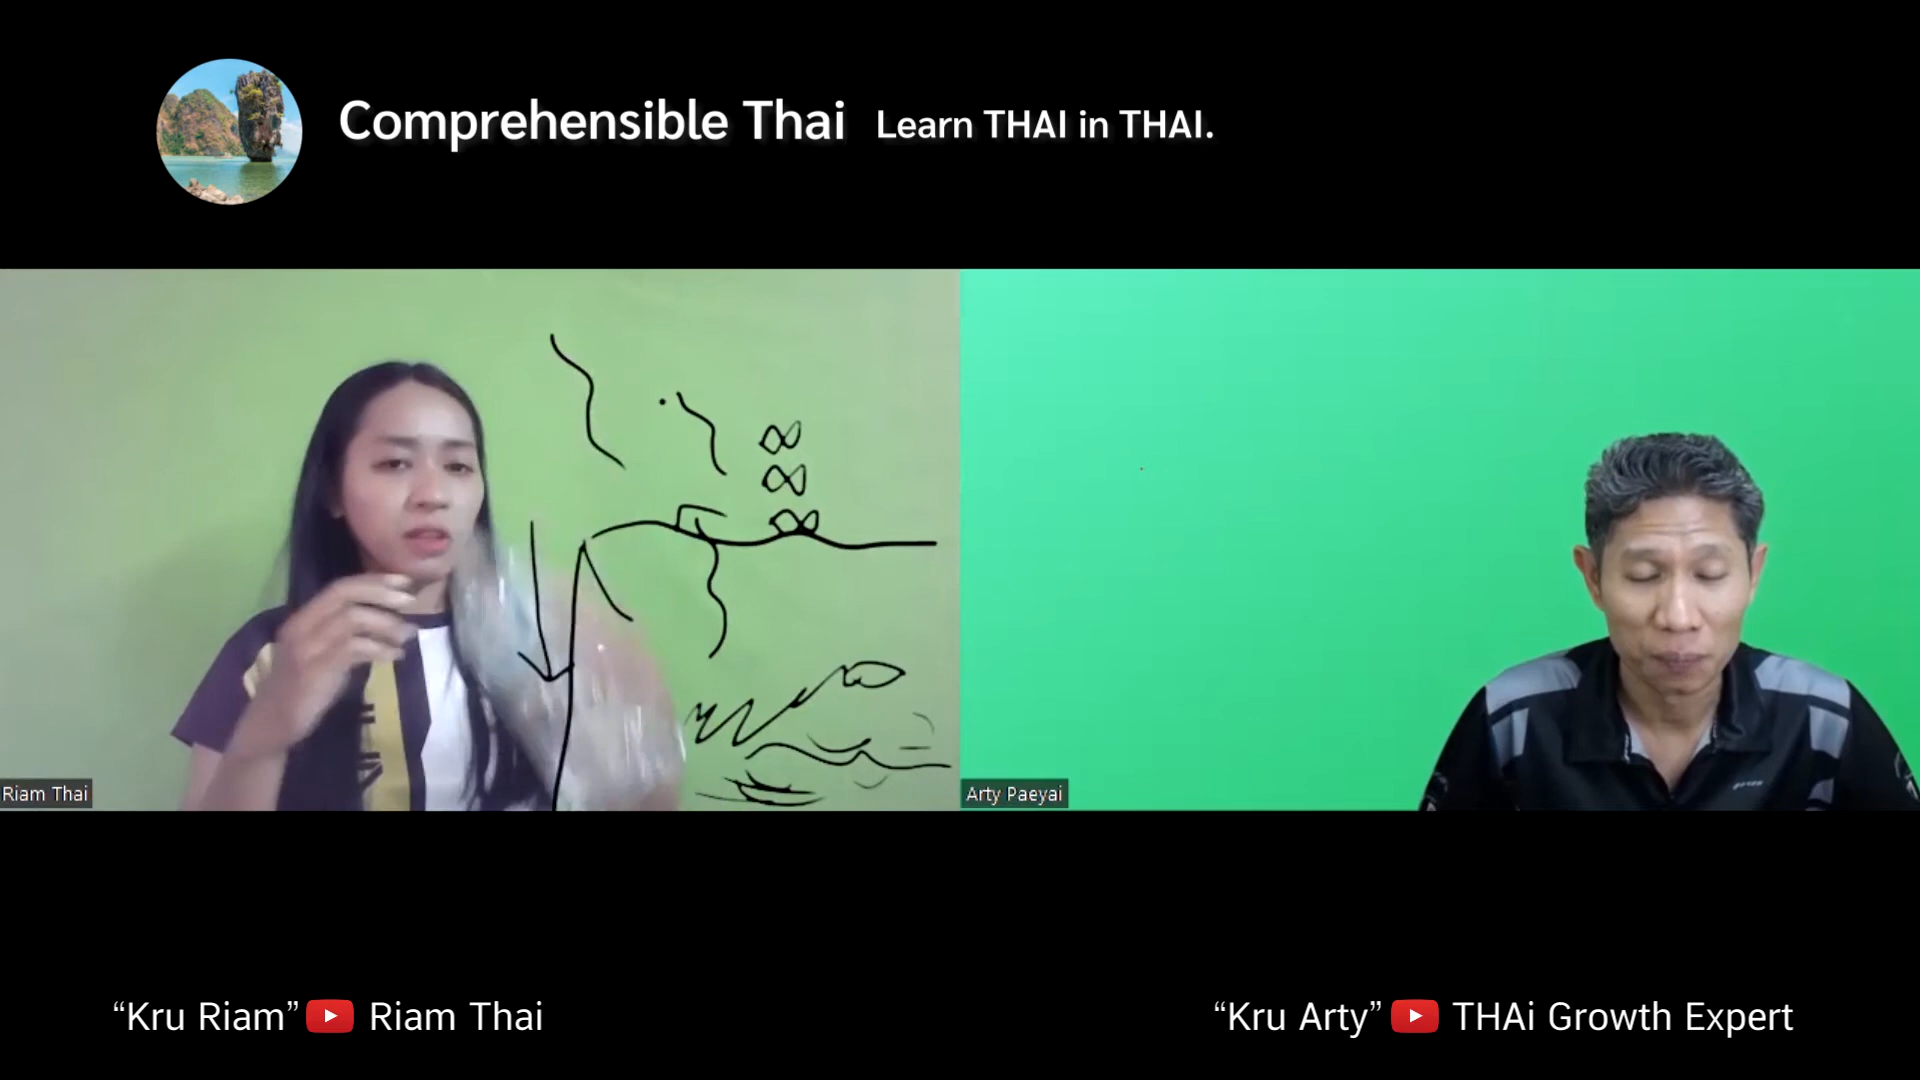 Comprehensible Thai Learn THAI in THAI.
Riam Thai
Arty Paeyai
“Kru Riam” Riam Thai
“Kru Arty” THAi Growth Expert